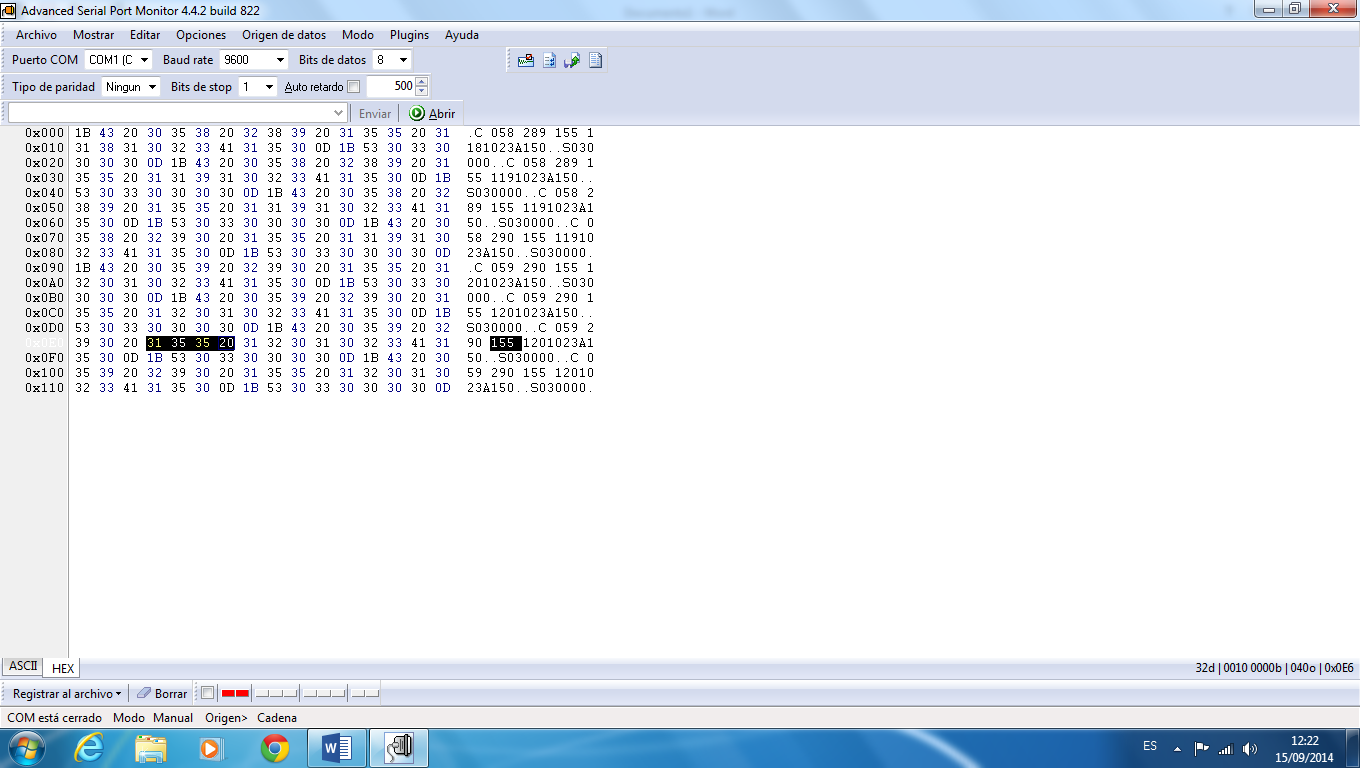 Advanced Serial Port Monitor 4.4.2 build 822
Archivo Mostrar Editar Opciones Origen de datos Modo Plugins Ayuda
Puerto COM COM1 (C Baud rate 9600 Bits de datos 8
Tipo de paridad Ningun Bits de stop 1 Auto retardo 500
Enviar Abrir
0x000 1B 43 20 30 35 38 20 32 38 39 20 31 35 35 20 31 .C 058 289 155 1
0x010 31 38 31 30 32 33 41 31 35 30 0D 1B 53 30 33 30 181023A150..S030
0x020 30 30 30 0D 1B 43 20 30 35 38 20 32 38 39 20 31 000..C 058 289 1
0x030 35 35 20 31 31 39 31 30 32 33 41 31 35 30 0D 1B 55 1191023A150..
0x040 53 30 33 30 30 30 30 0D 1B 43 20 30 35 38 20 32 S030000..C 058 2
0x050 38 39 20 31 35 35 20 31 31 39 31 30 32 33 41 31 89 155 1191023A1
0x060 35 30 0D 1B 53 30 33 30 30 30 30 0D 1B 43 20 30 50..S030000..C 0
0x070 35 38 20 32 39 30 20 31 35 35 20 31 31 39 31 30 58 290 155 11910
0x080 32 33 41 31 35 30 0D 1B 53 30 33 30 30 30 30 0D 23A150..S030000.
0x090 1B 43 20 30 35 39 20 32 39 30 20 31 35 35 20 31 .C 059 290 155 1
0x0A0 32 30 31 30 32 33 41 31 35 30 0D 1B 53 30 33 30 201023A150..S030
0x0B0 30 30 30 0D 1B 43 20 30 35 39 20 32 39 30 20 31 000..C 059 290 1
0x0C0 35 35 20 31 32 30 31 30 32 33 41 31 35 30 0D 1B 55 1201023A150..
0x0D0 53 30 33 30 30 30 30 0D 1B 43 20 30 35 39 20 32 S030000..C 059 2
0x0E0 39 30 20 31 35 35 20 31 32 30 31 30 32 33 41 31 90 155 1201023A1
0x0F0 35 30 0D 1B 53 30 33 30 30 30 30 0D 1B 43 20 30 50..S030000..C 0
0x100 35 39 20 32 39 30 20 31 35 35 20 31 32 30 31 30 59 290 155 12010
0x110 32 33 41 31 35 30 0D 1B 53 30 33 30 30 30 30 0D 23A150..S030000.
ASCII HEX 32d | 0010 0000b | 040o | 0x0E6
Registrar al archivo Borrar
COM está cerrado Modo Manual Origen> Cadena
ES 12:22
15/09/2014